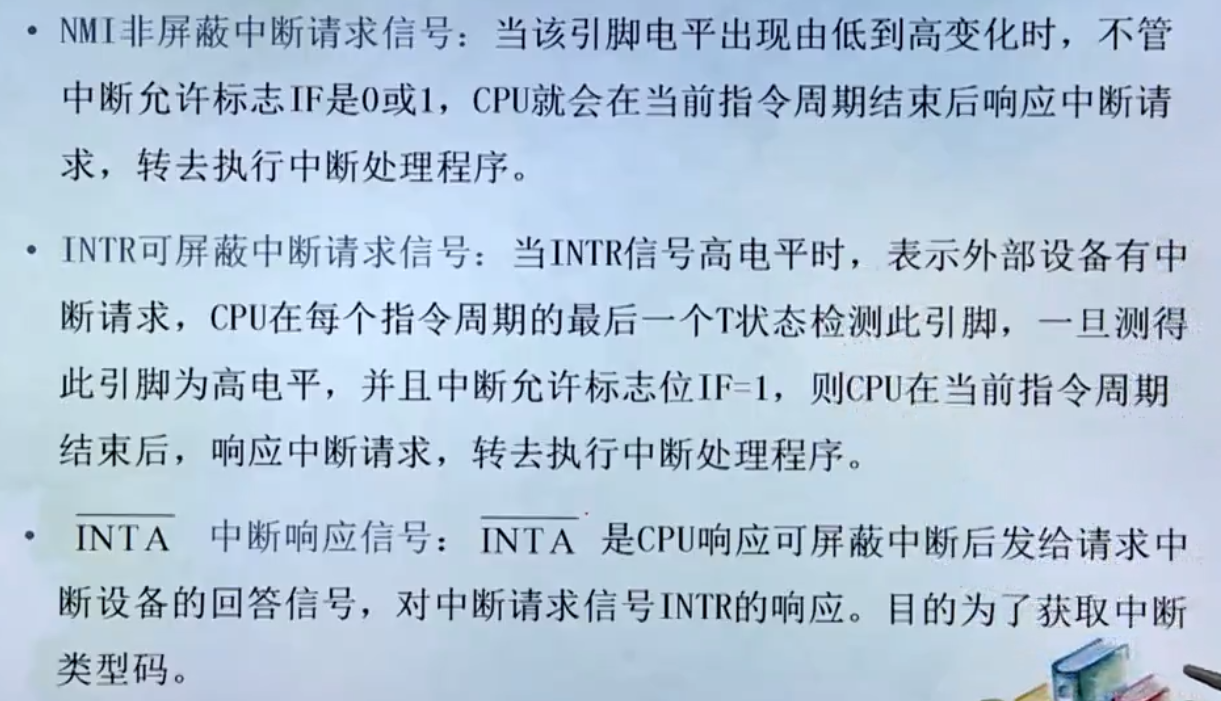 • NMI非屏蔽中断请求信号：当该引脚电平出现由低到高变化时，不管
中断允许标志IF是0或1，CPU就会在当前指令周期结束后响应中断请
求，转去执行中断处理程序。
• INTR可屏蔽中断请求信号：当INTR信号高电平时，表示外部设备有中
断请求，CPU在每个指令周期的最后一个T状态检测此引脚，一旦测得
此引脚为高电平，并且中断允许标志位IF=1，则CPU在当前指令周期
结束后，响应中断请求，转去执行中断处理程序。
• I̅N̅T̅A̅ 中断响应信号：I̅N̅T̅A̅ 是CPU响应可屏蔽中断后发给请求中
断设备的回答信号，对中断请求信号INTR的响应。目的为了获取中断
类型码。